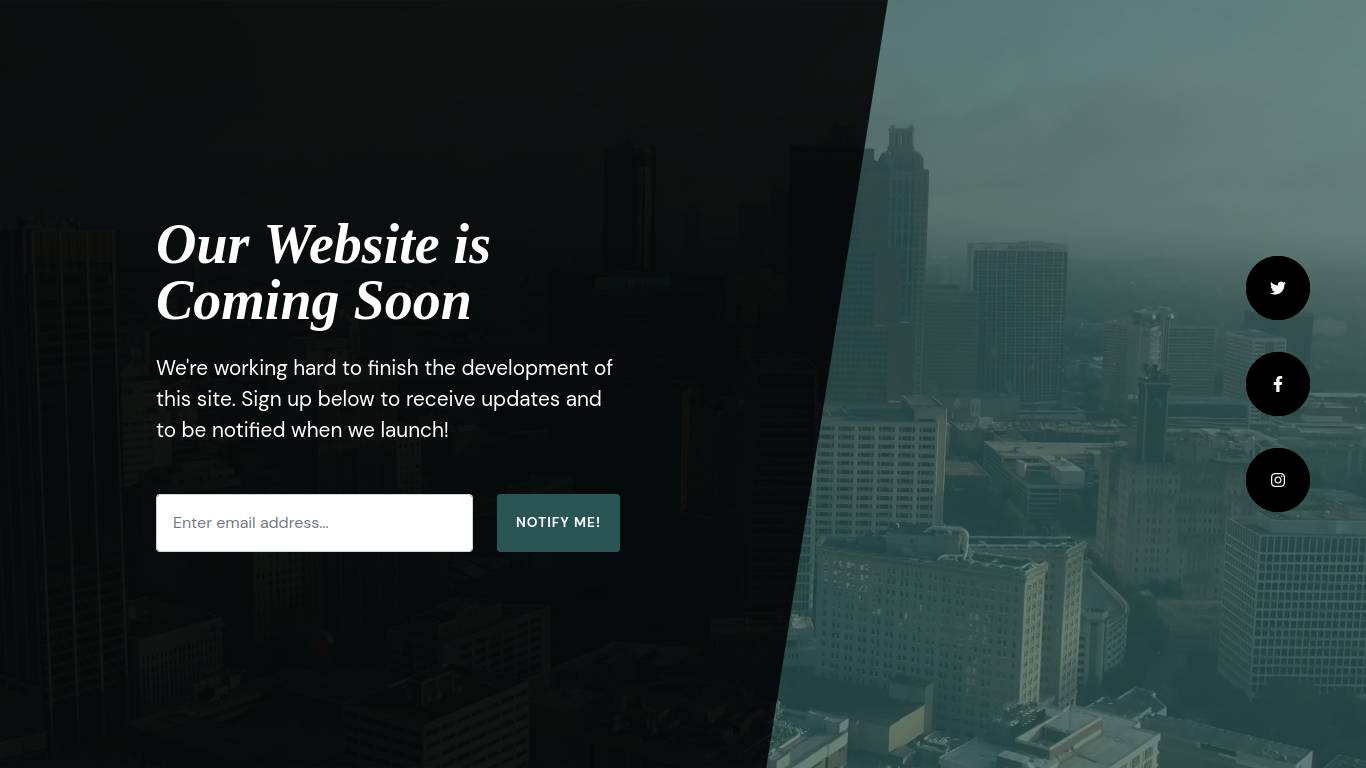 Our Website is
Coming Soon
We're working hard to finish the development of
this site. Sign up below to receive updates and
to be notified when we launch!
Enter email address...
NOTIFY ME!